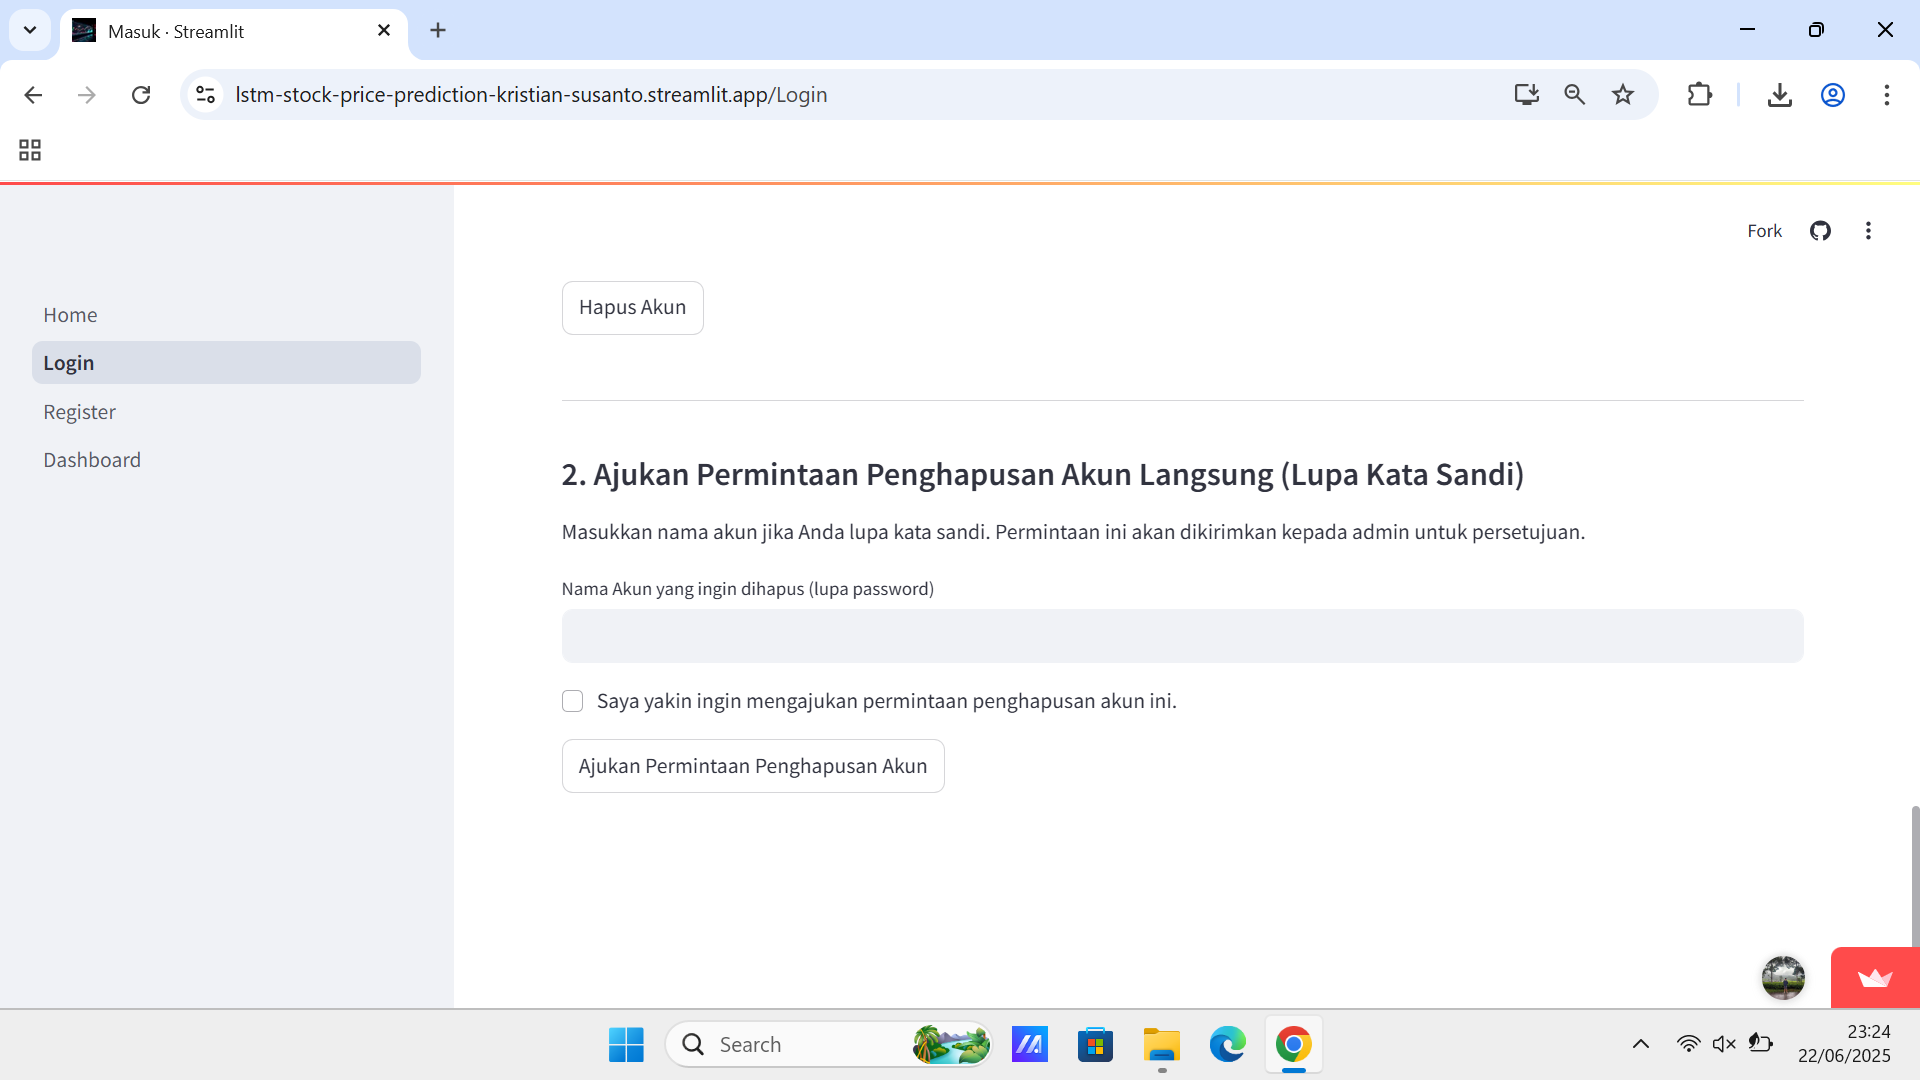 Masuk · Streamlit
lstm-stock-price-prediction-kristian-susanto.streamlit.app/Login
Fork
Home
Login
Register
Dashboard
Hapus Akun
2. Ajukan Permintaan Penghapusan Akun Langsung (Lupa Kata Sandi)
Masukkan nama akun jika Anda lupa kata sandi. Permintaan ini akan dikirimkan kepada admin untuk persetujuan.
Nama Akun yang ingin dihapus (lupa password)
Saya yakin ingin mengajukan permintaan penghapusan akun ini.
Ajukan Permintaan Penghapusan Akun
Search
23:24
22/06/2025